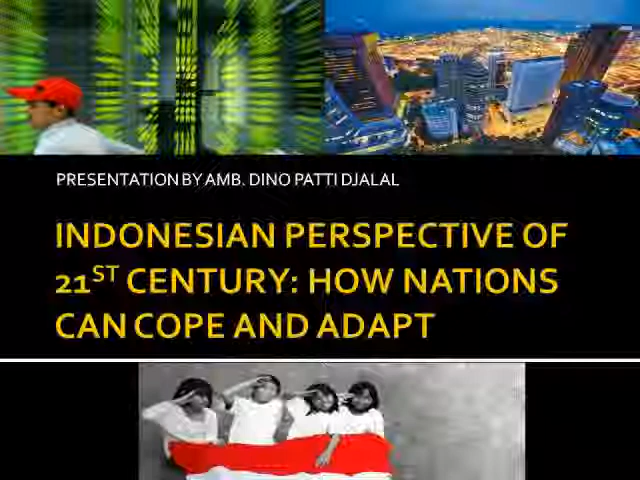 PRESENTATION BY AMB. DINO PATTI DJALAL
INDONESIAN PERSPECTIVE OF
21ST CENTURY: HOW NATIONS
CAN COPE AND ADAPT